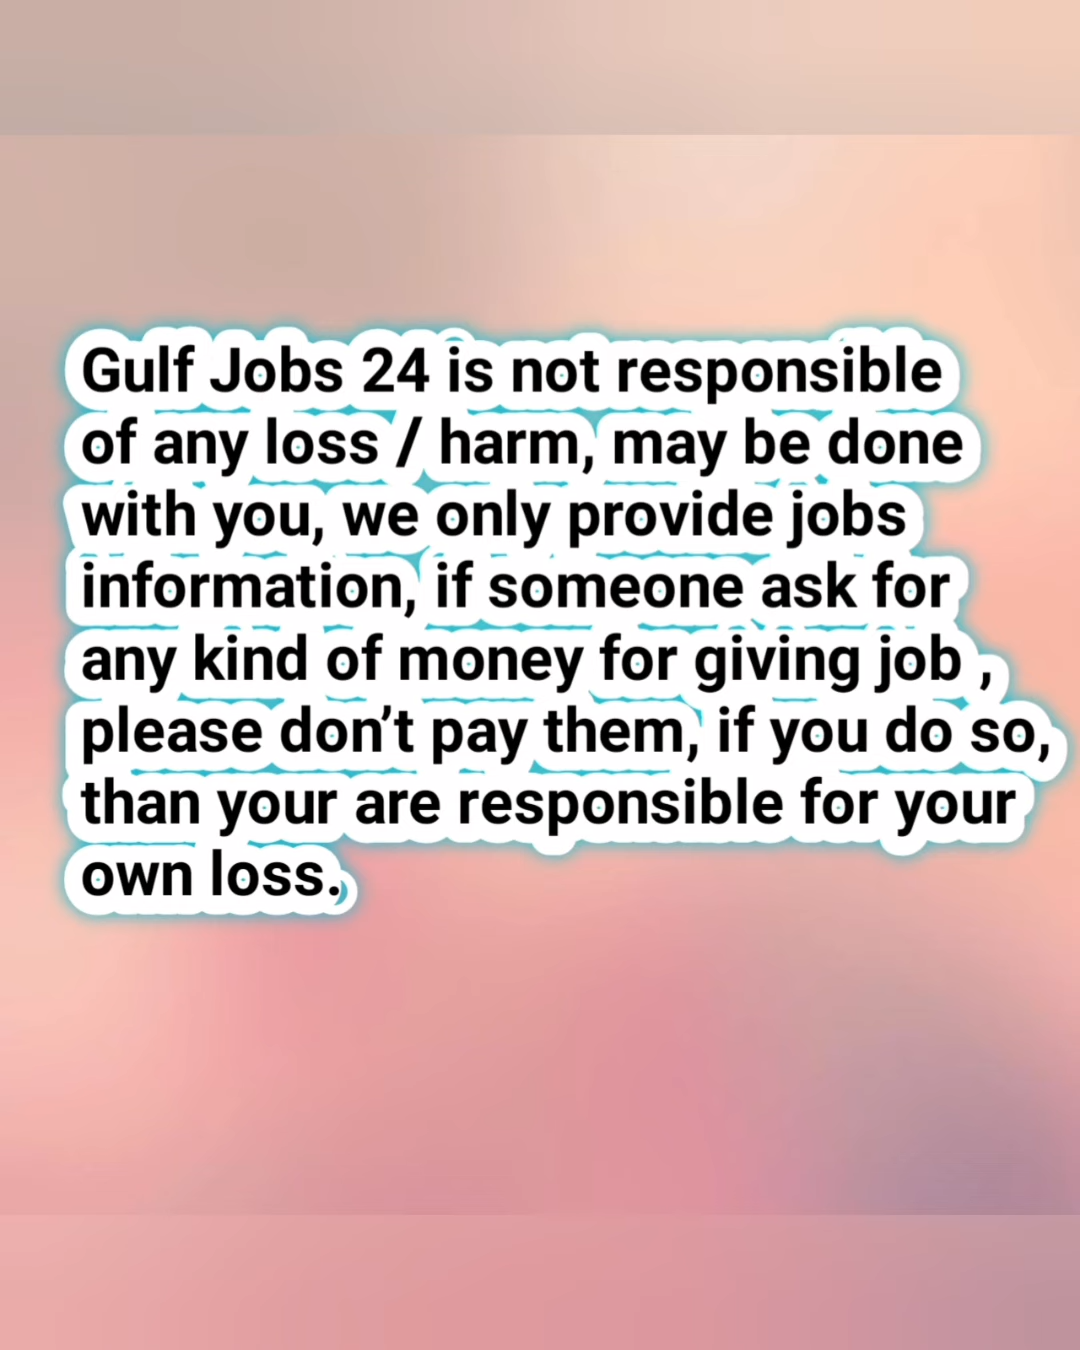 Gulf Jobs 24 is not responsible
of any loss / harm, may be done
with you, we only provide jobs
information, if someone ask for
any kind of money for giving job ,
please don’t pay them, if you do so,
than your are responsible for your
own loss.